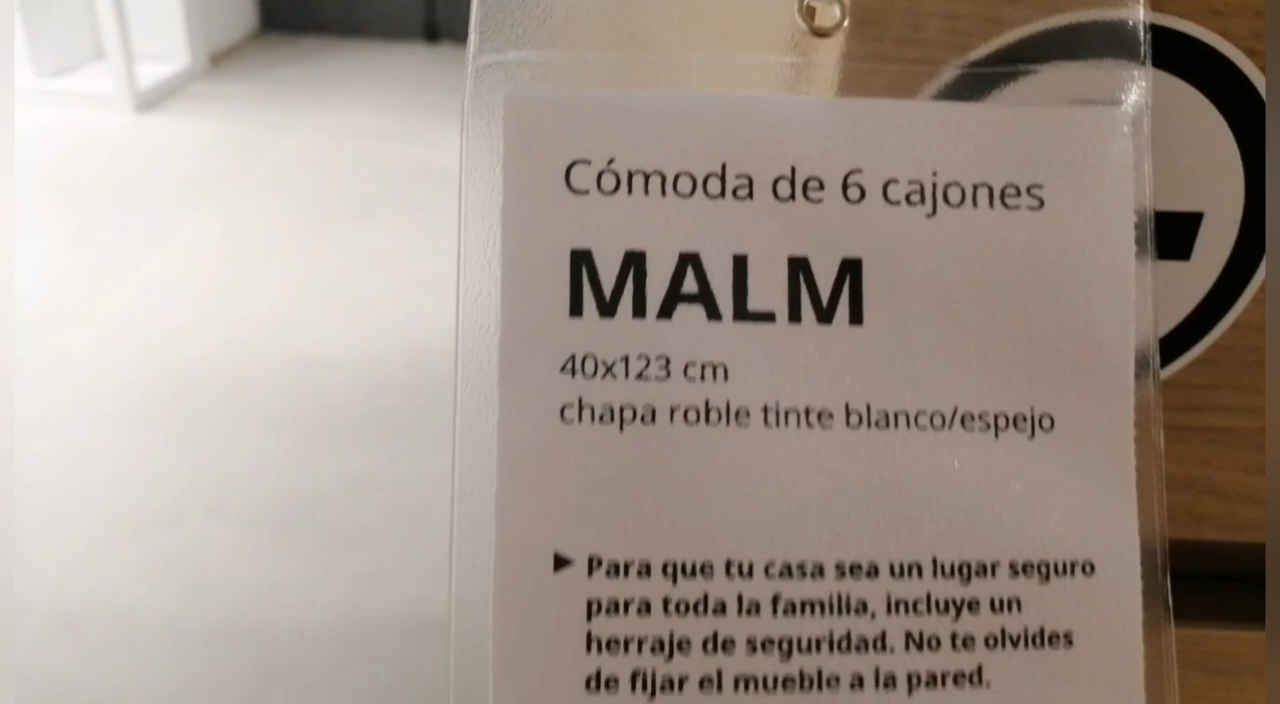 Cómoda de 6 cajones
MALM
40x123 cm
chapa roble tinte blanco/espejo
► Para que tu casa sea un lugar seguro
para toda la familia, incluye un
herraje de seguridad. No te olvides
de fijar el mueble a la pared.